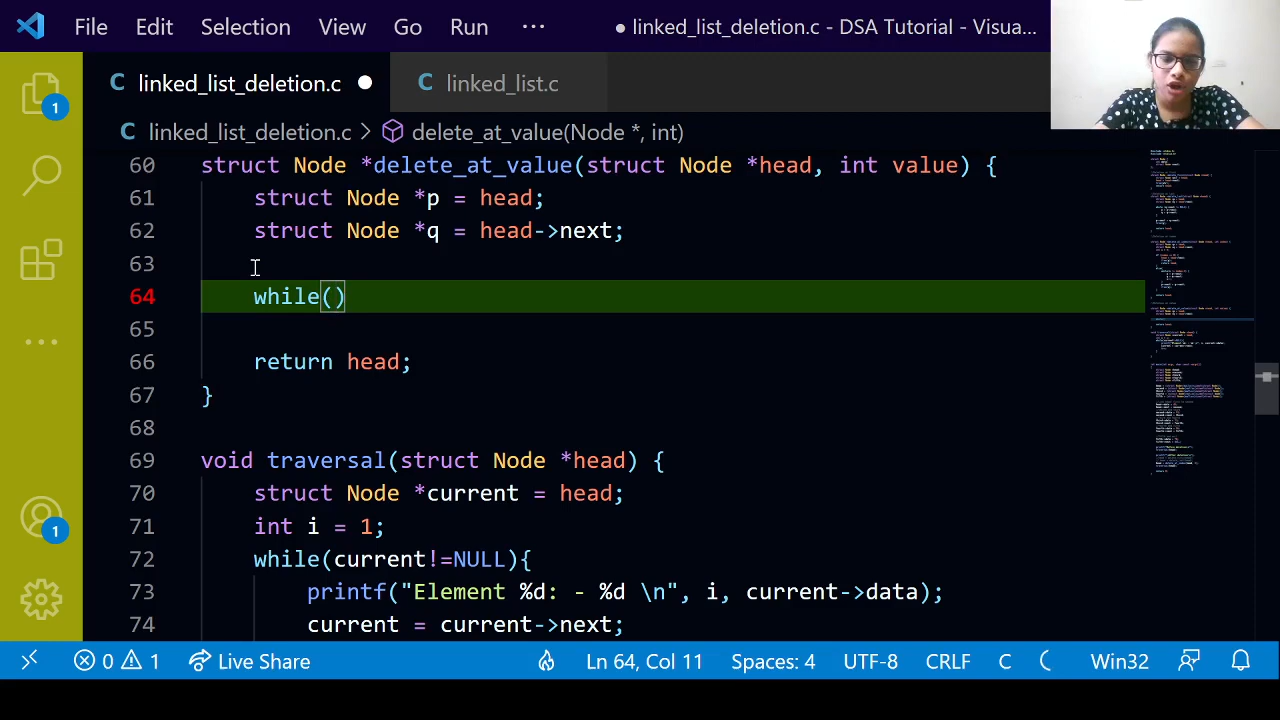 File Edit Selection View Go Run ··· ● linked_list_deletion.c - DSA Tutorial - Visua...
C linked_list_deletion.c ● C linked_list.c
1
C linked_list_deletion.c > delete_at_value(Node *, int)
60 struct Node *delete_at_value(struct Node *head, int value) {
61 struct Node *p = head;
62 struct Node *q = head->next;
63
64 while()
65
66 return head;
67 }
68
69 void traversal(struct Node *head) {
70 struct Node *current = head;
71 int i = 1;
72 while(current!=NULL){
73 printf("Element %d: - %d \n", i, current->data);
74 current = current->next;
1
0 1 Live Share Ln 64, Col 11 Spaces: 4 UTF-8 CRLF C Win32